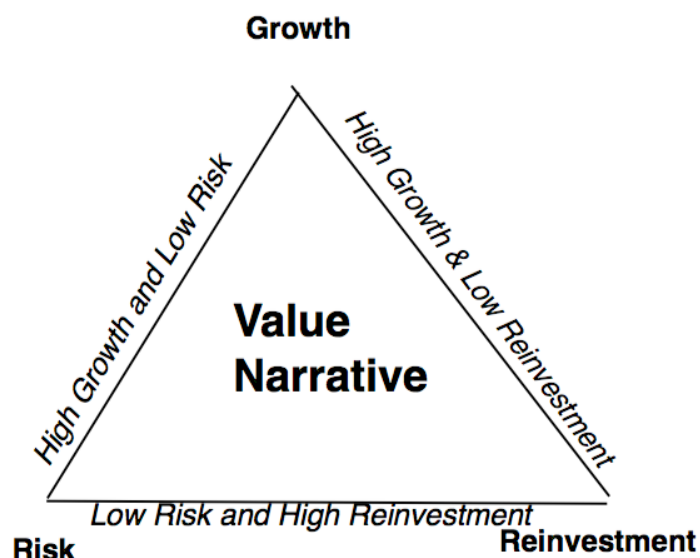 Growth
High Growth and Low Risk
High Growth & Low Reinvestment
Value
Narrative
Low Risk and High Reinvestment
Risk
Reinvestment